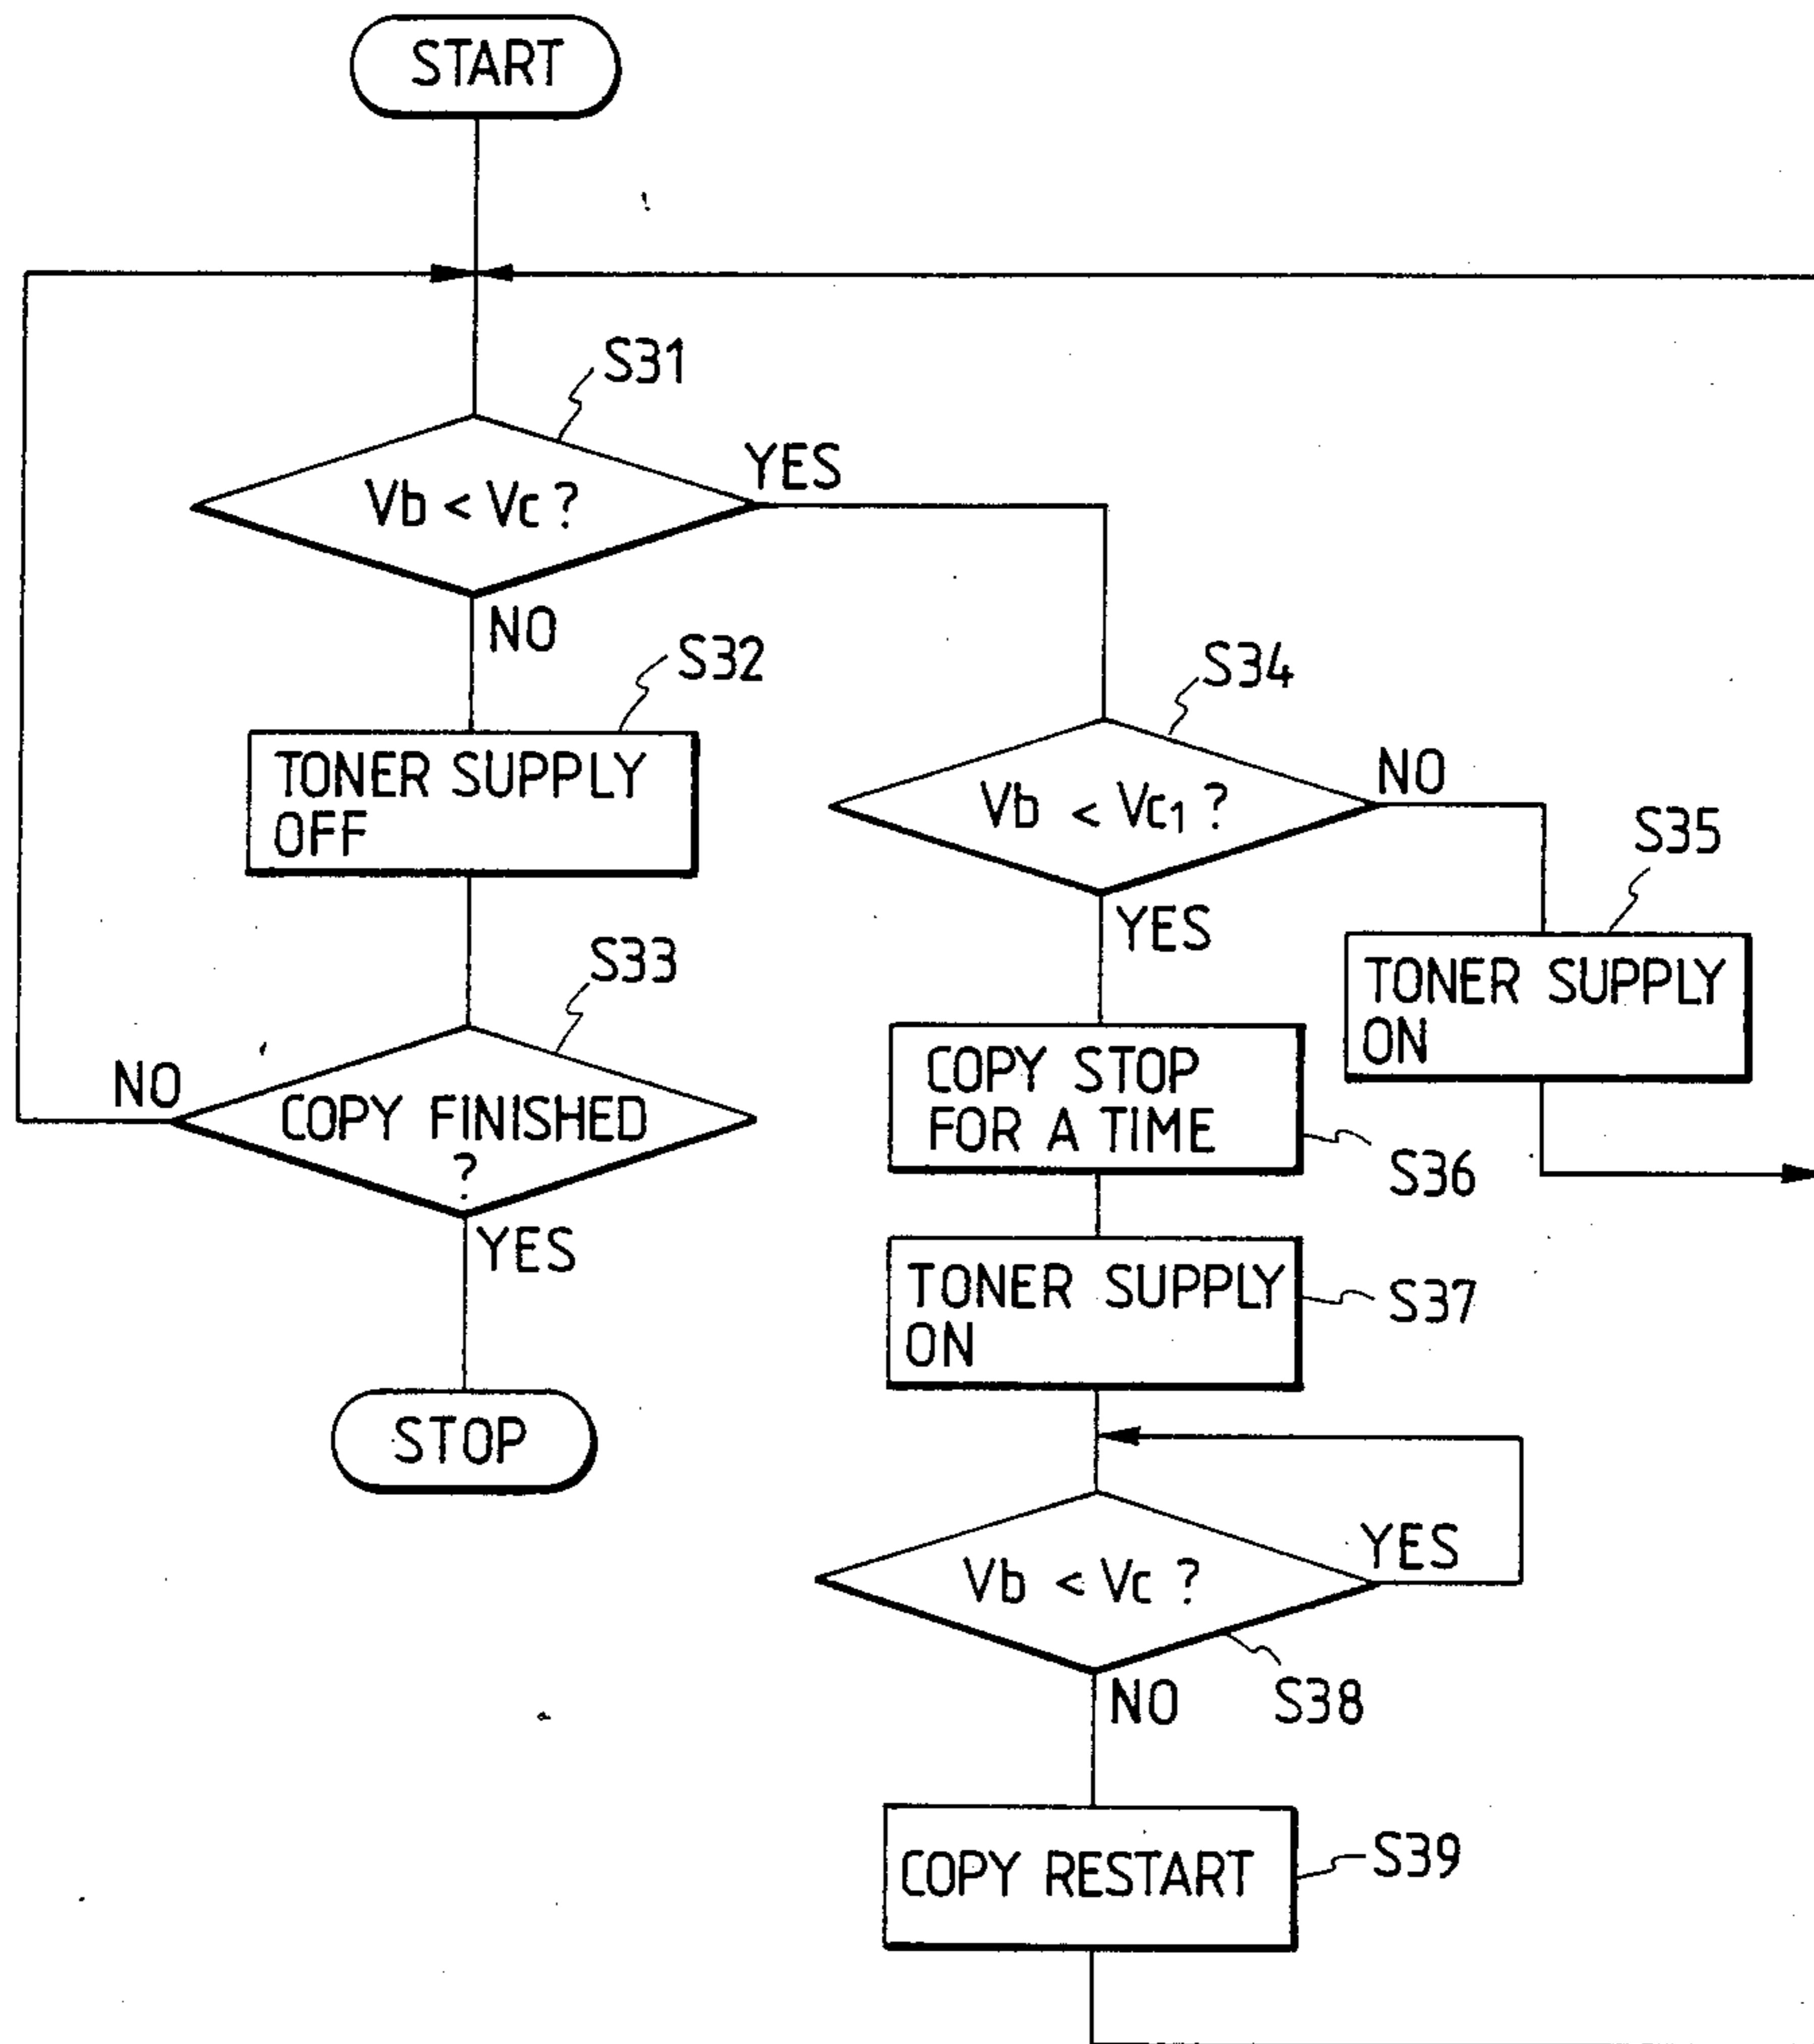 START
S31
Vb < Vc ?
YES
NO
S32
TONER SUPPLY
OFF
S33
COPY FINISHED
?
NO
YES
STOP
S34
Vb < Vc1 ?
NO
YES
S35
TONER SUPPLY
ON
COPY STOP
FOR A TIME
S36
TONER SUPPLY
ON
S37
Vb < Vc ?
YES
NO
S38
COPY RESTART
S39